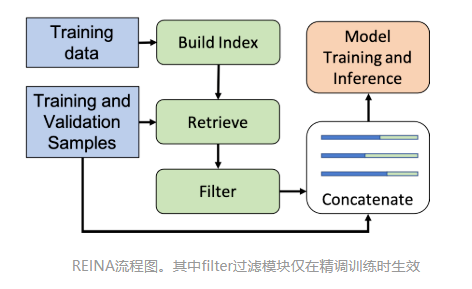 Training
data
Build Index
Model
Training and
Inference
Training and
Validation
Samples
Retrieve
Filter
Concatenate
REINA流程图。其中filter过滤模块仅在精调训练时生效